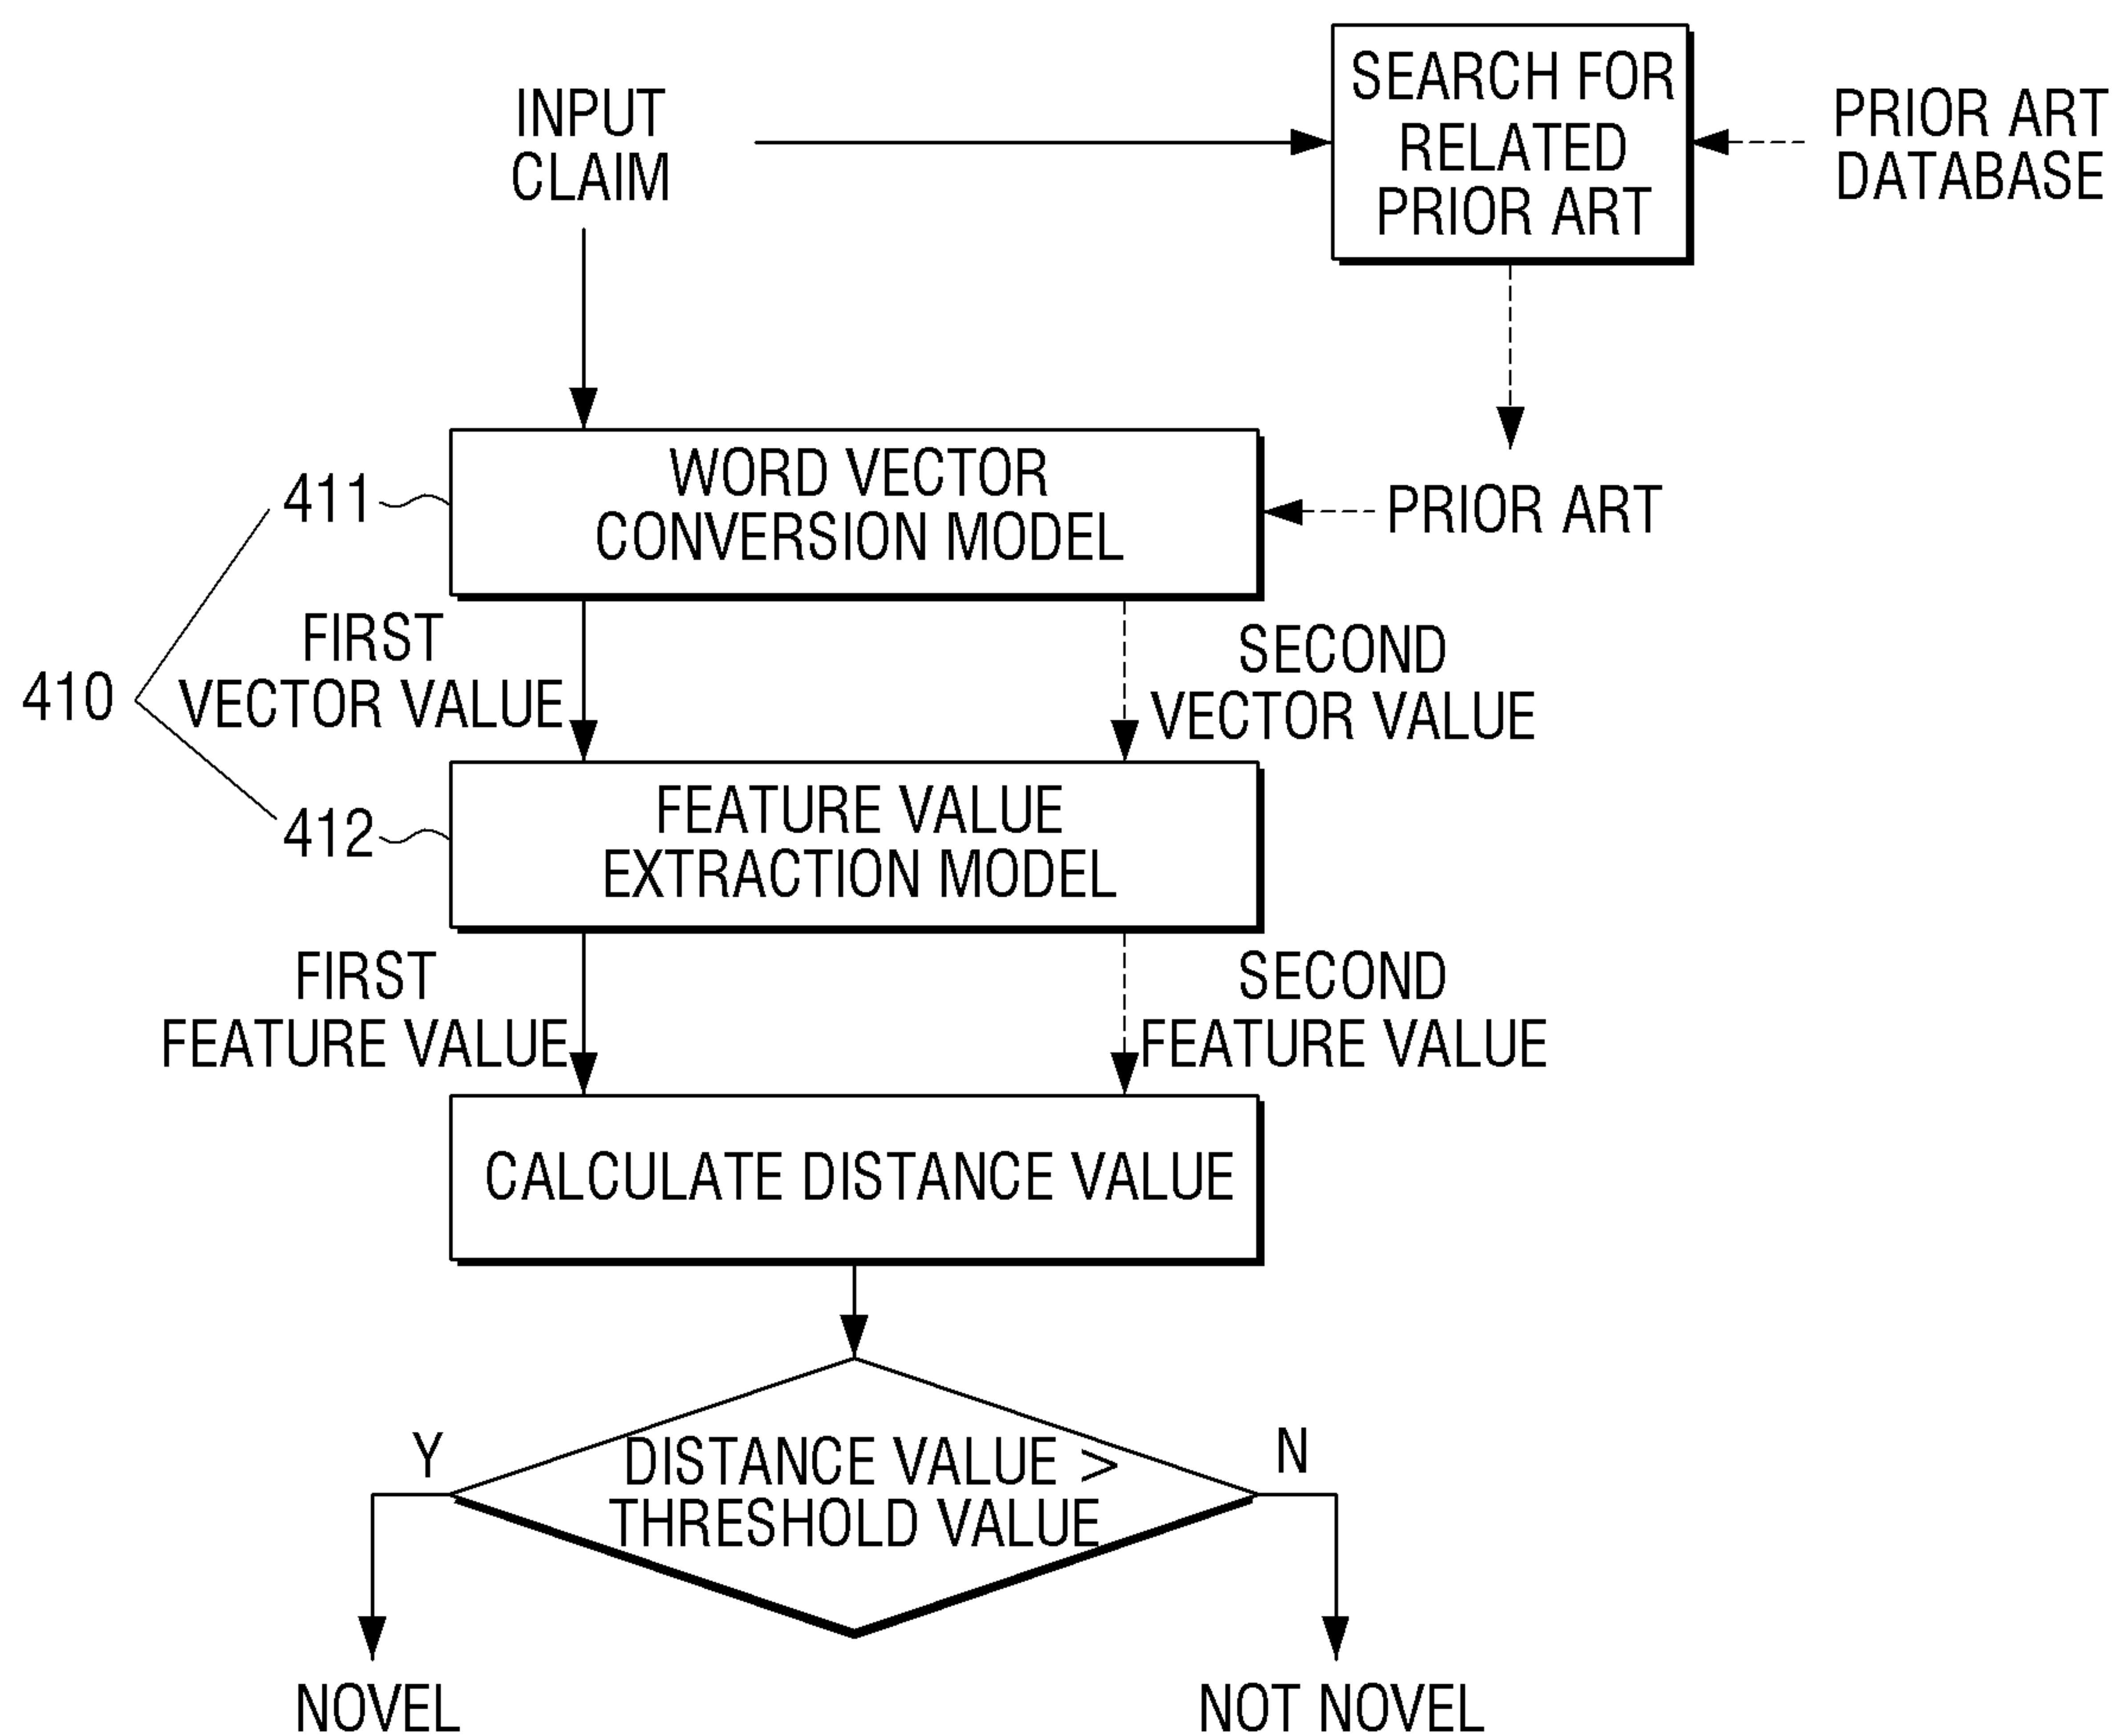 INPUT
CLAIM
SEARCH FOR
RELATED
PRIOR ART
PRIOR ART
DATABASE
411
WORD VECTOR
CONVERSION MODEL
PRIOR ART
410
FIRST
VECTOR VALUE
SECOND
VECTOR VALUE
412
FEATURE VALUE
EXTRACTION MODEL
FIRST
FEATURE VALUE
SECOND
FEATURE VALUE
CALCULATE DISTANCE VALUE
Y
DISTANCE VALUE >
THRESHOLD VALUE
N
NOVEL
NOT NOVEL